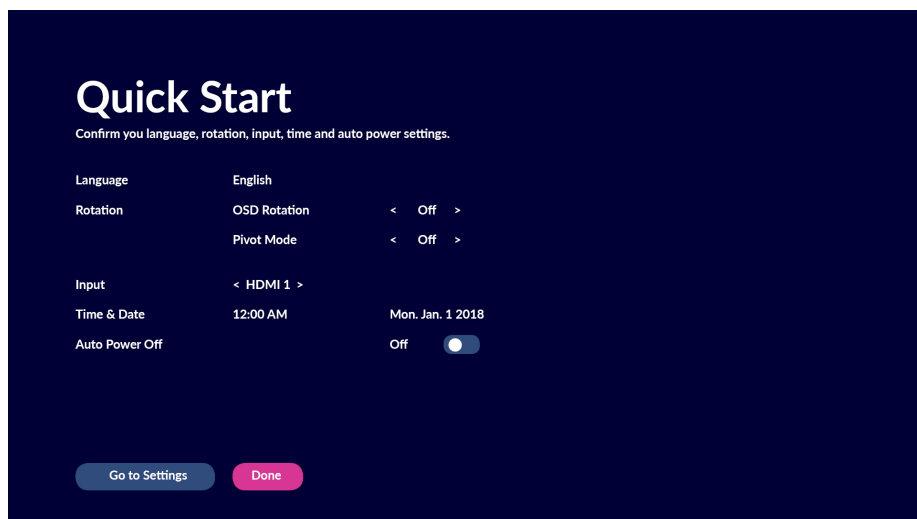 Quick Start
Confirm you language, rotation, input, time and auto power settings.
Language English
Rotation OSD Rotation < Off >
Pivot Mode < Off >
Input < HDMI 1 >
Time & Date 12:00 AM Mon. Jan. 1 2018
Auto Power Off Off
Go to Settings Done